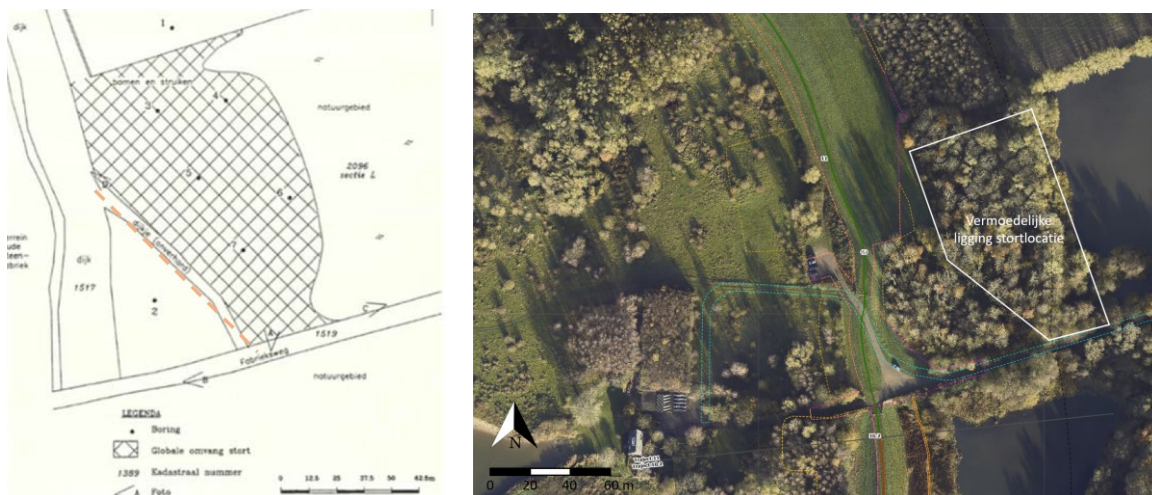 dijk
1
bomen en struiken
3
4
natuurgebied
2096
sectie L
5
6
7
dijk
1517
2
C
A
1519
Fabrieksweg
B
natuurgebied
LEGENDA
Boring
Globale omvang stort
1389 Kadastraal nummer
A Foto
0 12.5 25 37.5 50 62.5m
Vermoedelijke
ligging stortlocatie
N
0 20 40 60 m